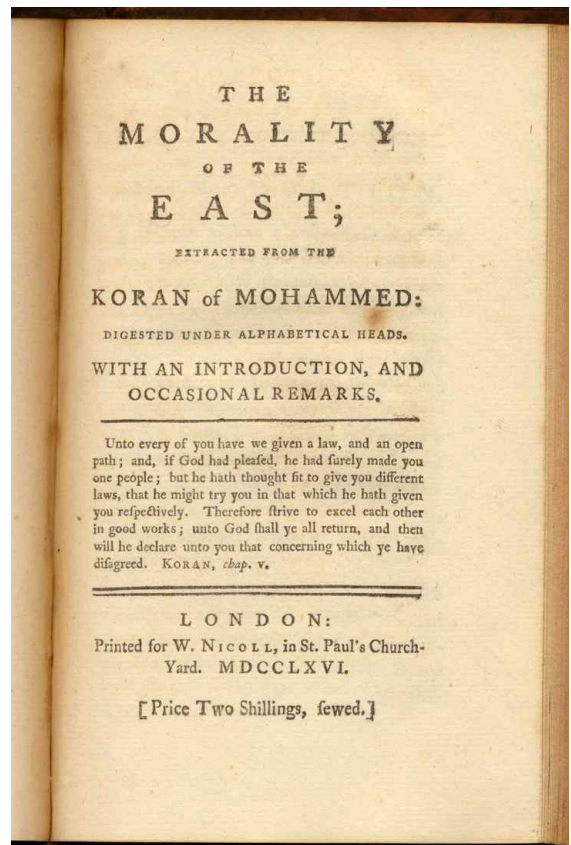 THE
MORALITY
OF THE
EAST;
EXTRACTED FROM THE
KORAN of MOHAMMED:
DIGESTED UNDER ALPHABETICAL HEADS.
WITH AN INTRODUCTION, AND
OCCASIONAL REMARKS.
Unto every of you have we given a law, and an open
path; and, if God had pleaſed, he had ſurely made you
one people; but he hath thought fit to give you different
laws, that he might try you in that which he hath given
you reſpectively. Therefore ſtrive to excel each other
in good works; unto God ſhall ye all return, and then
will he declare unto you that concerning which ye have
diſagreed. KORAN, chap. v.
LONDON:
Printed for W. NICOLL, in St. Paul's Church-
Yard. MDCCLXVI.
[Price Two Shillings, ſewed.]